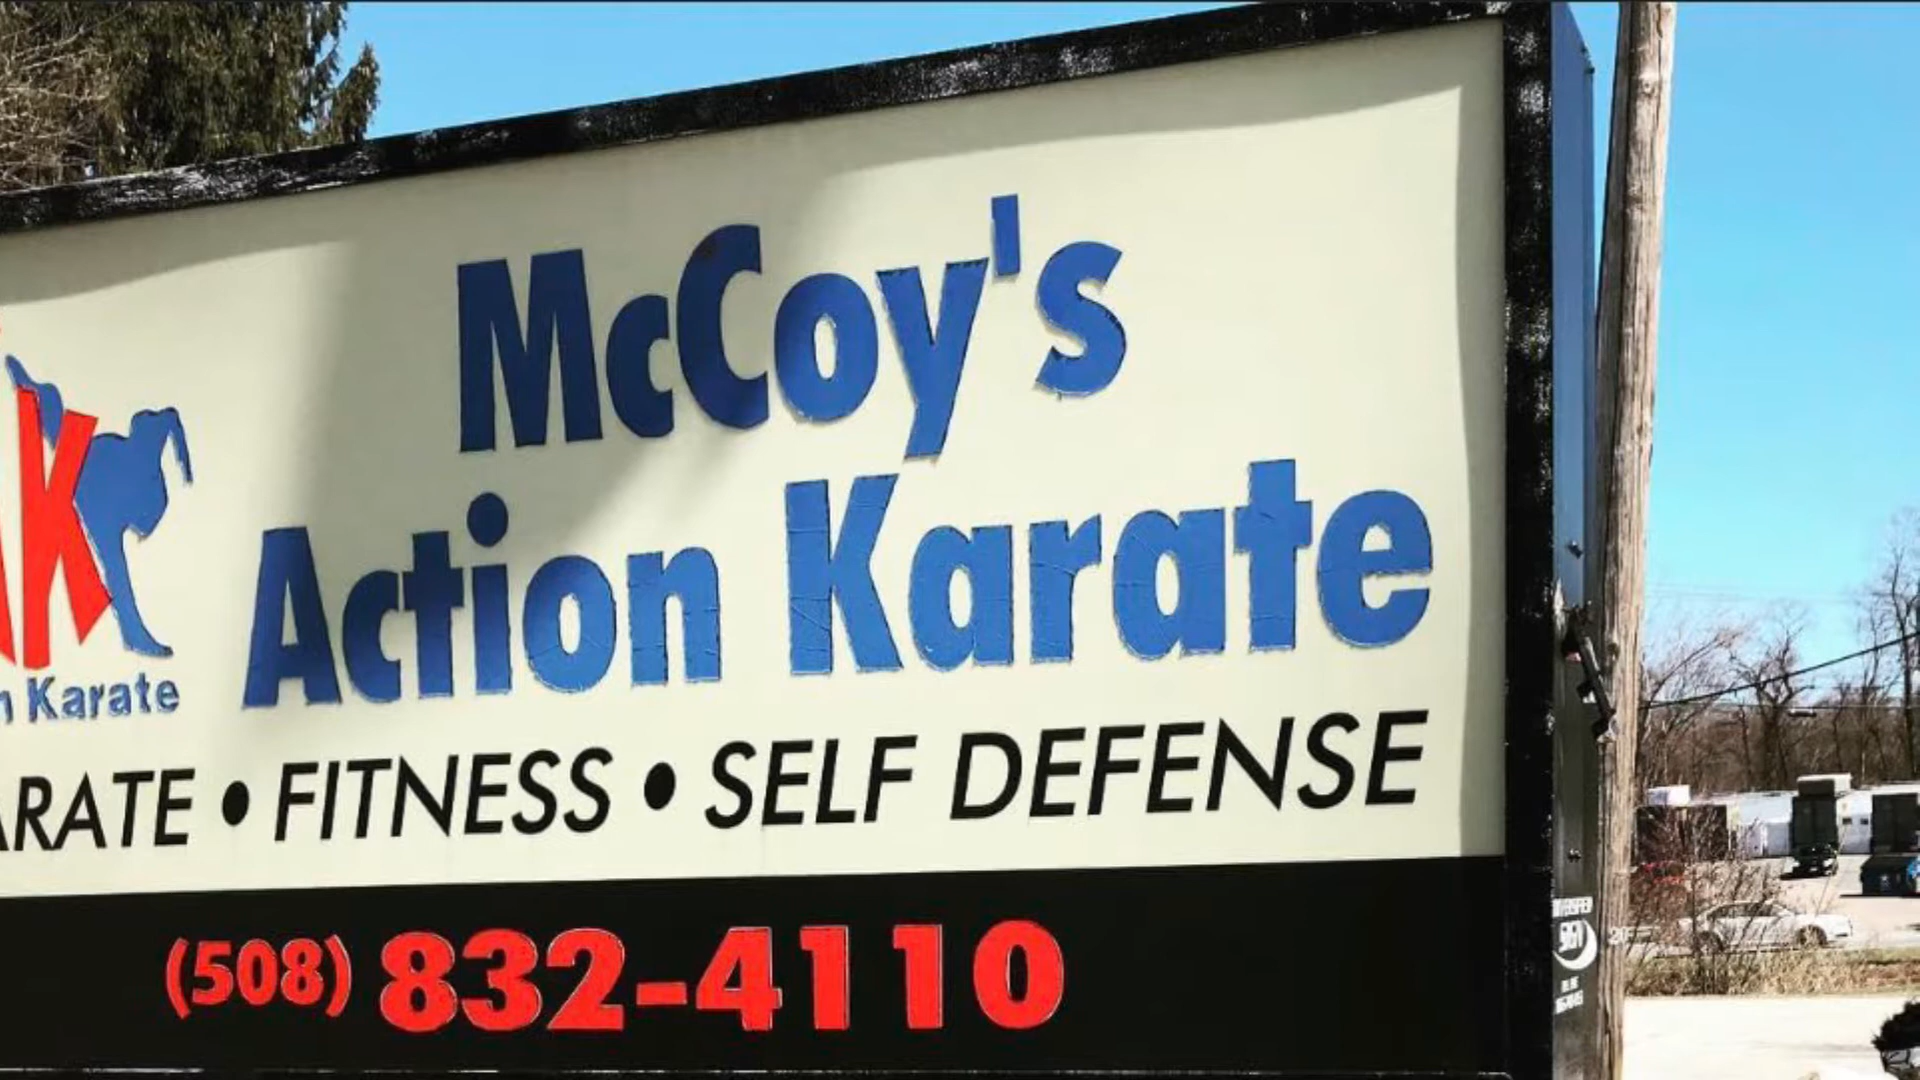 McCoy's
Action Karate
K
n Karate
ARATE • FITNESS • SELF DEFENSE
(508) 832-4110